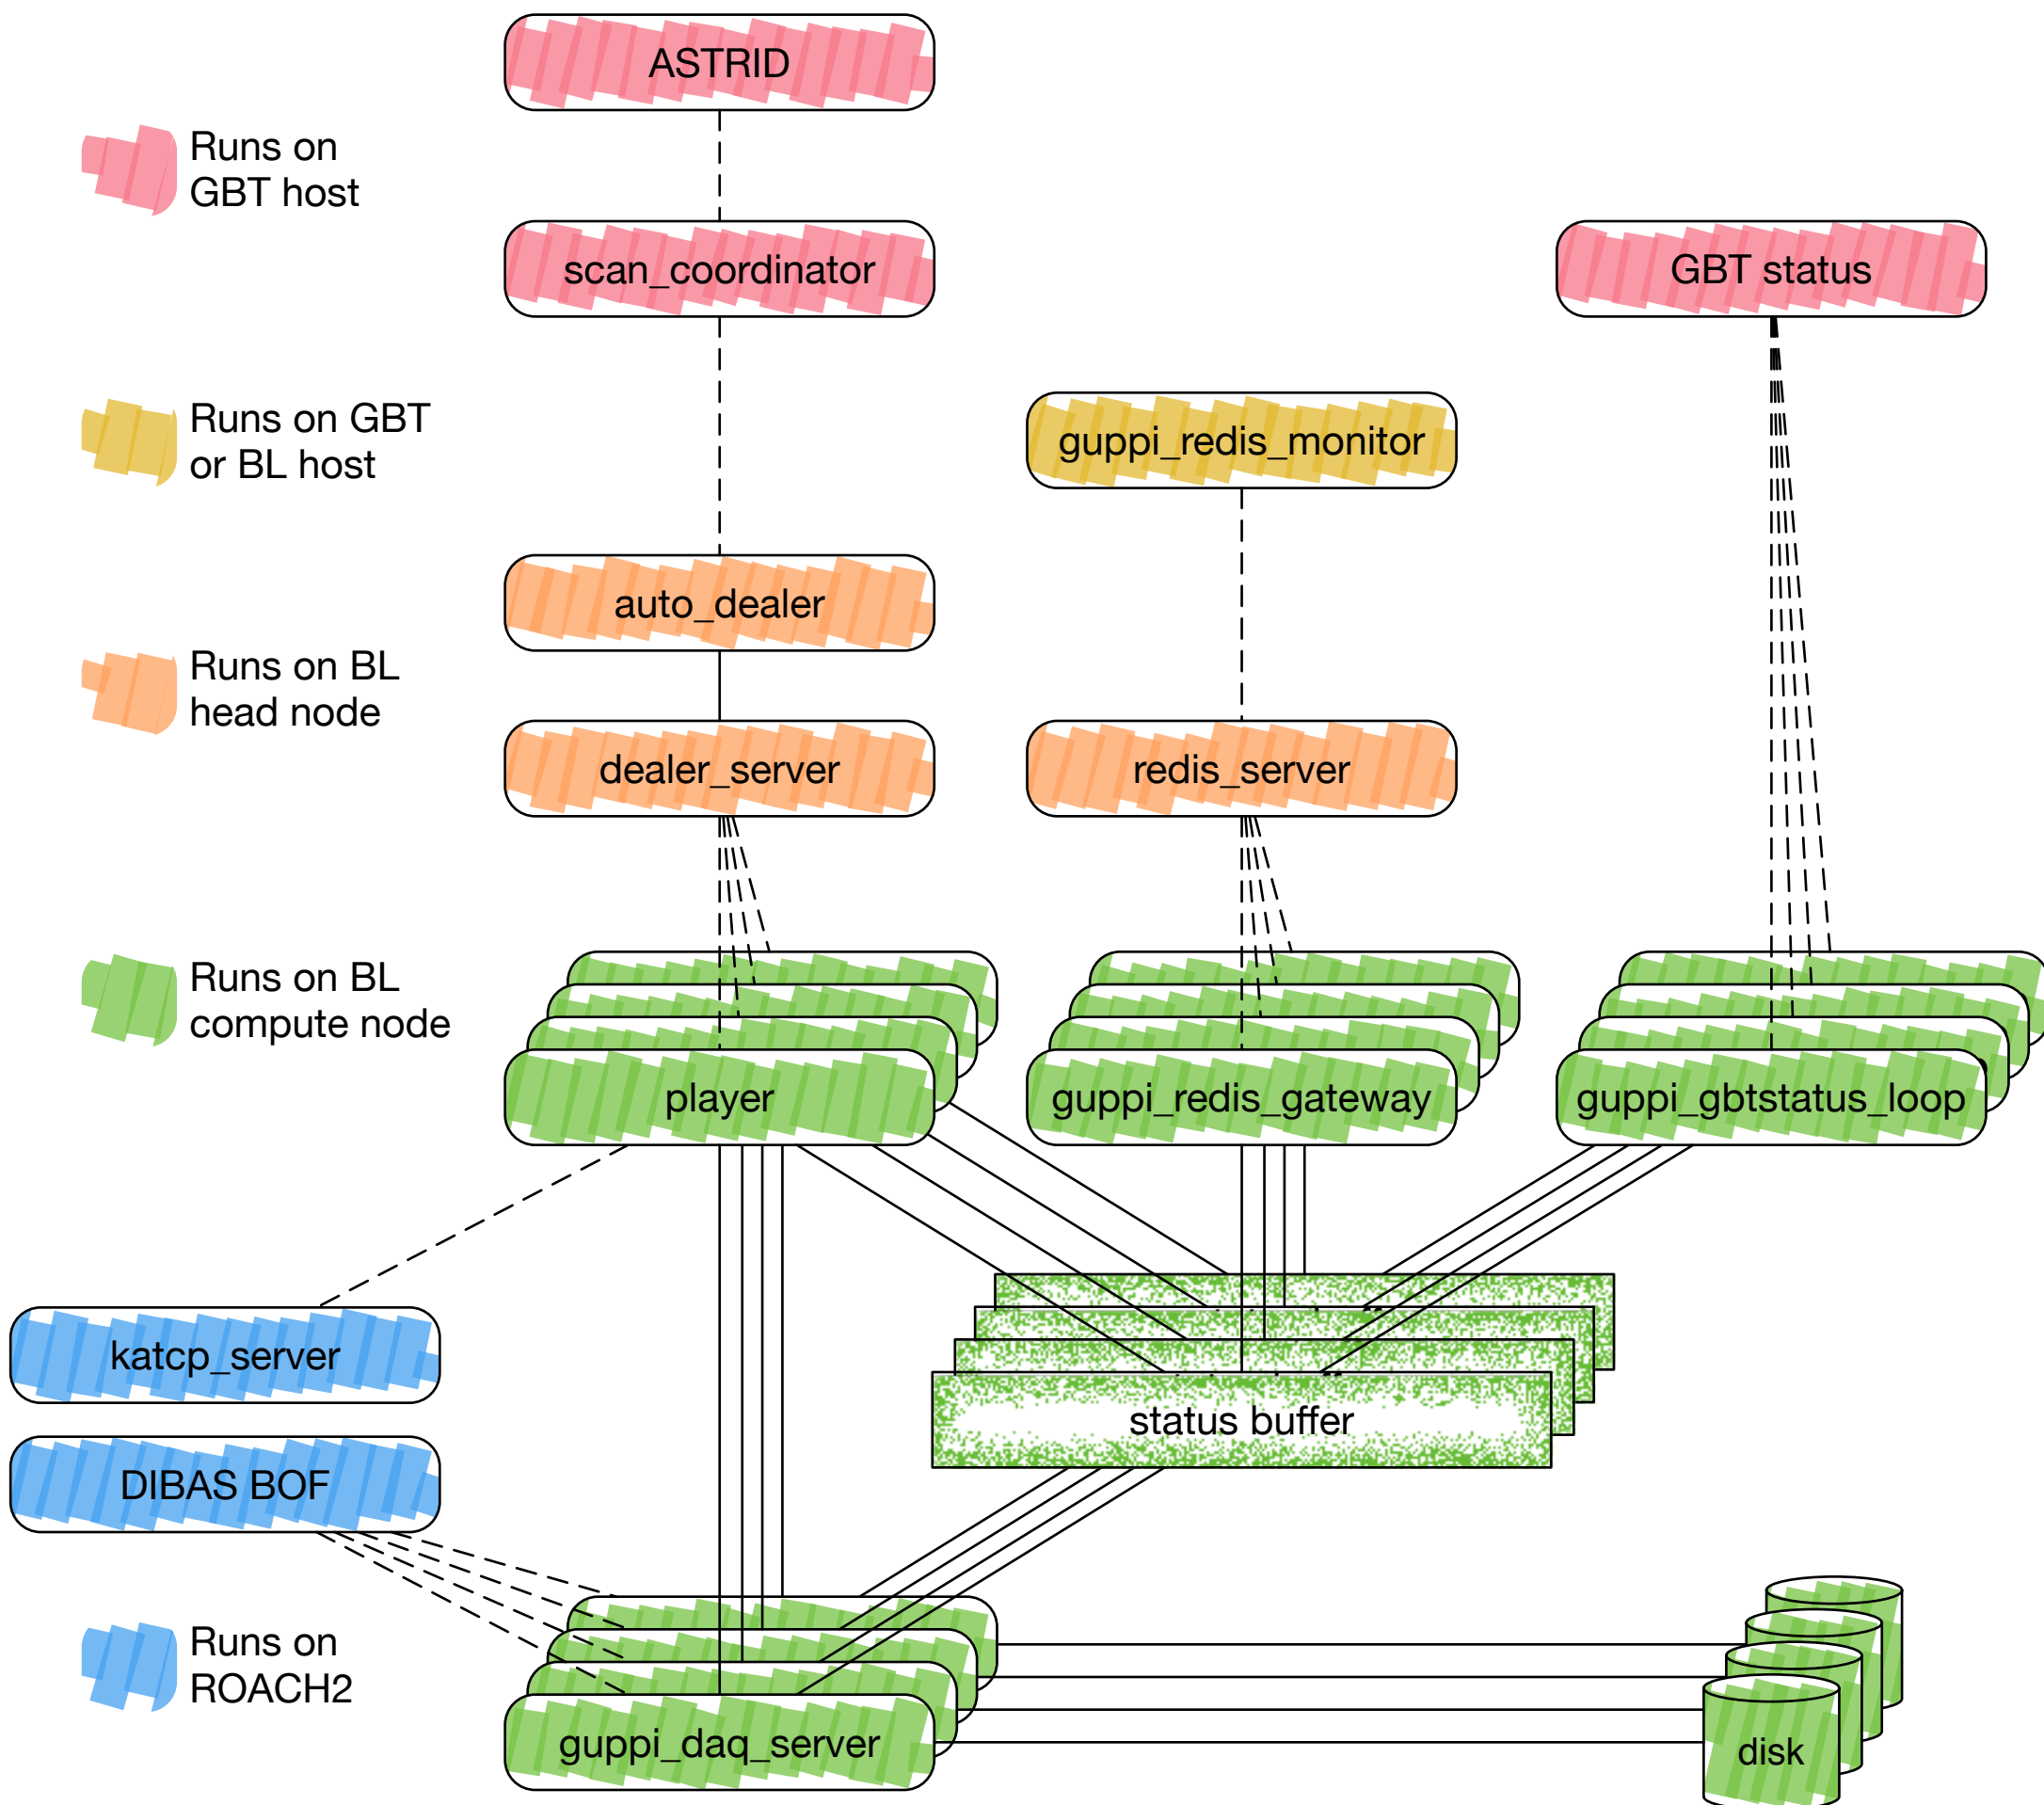 ASTRID
Runs on
GBT host
scan_coordinator
GBT status
Runs on GBT
or BL host
guppi_redis_monitor
auto_dealer
Runs on BL
head node
dealer_server
redis_server
Runs on BL
compute node
player
guppi_redis_gateway
guppi_gbtstatus_loop
katcp_server
status buffer
DIBAS BOF
Runs on
ROACH2
guppi_daq_server
disk